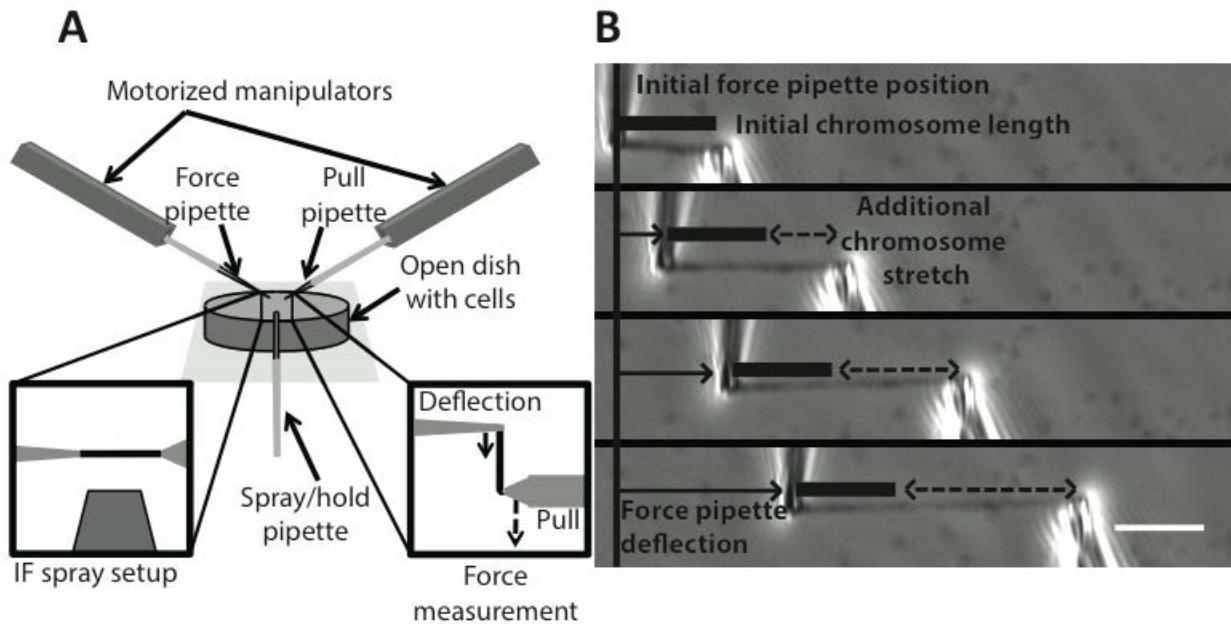 A
Motorized manipulators
Force
pipette
Pull
pipette
Open dish
with cells
Deflection
Pull
Spray/hold
pipette
IF spray setup
Force
measurement
B
Initial force pipette position
Initial chromosome length
Additional
chromosome
stretch
Force pipette
deflection